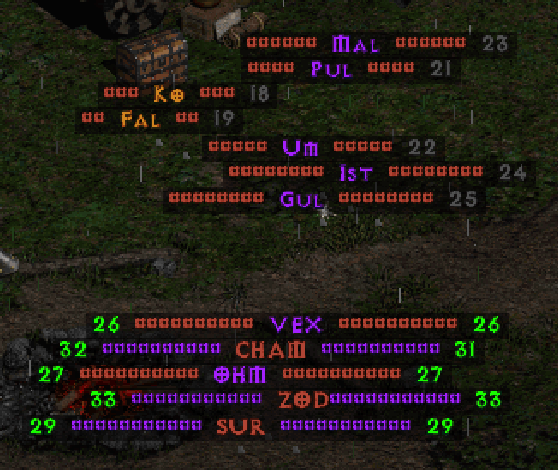 MAL 23
PUL 21
KO 18
FAL 19
UM 22
IST 24
GUL 25
26 VEX 26
32 CHAM 31
27 OHM 27
33 ZOD 33
29 SUR 29